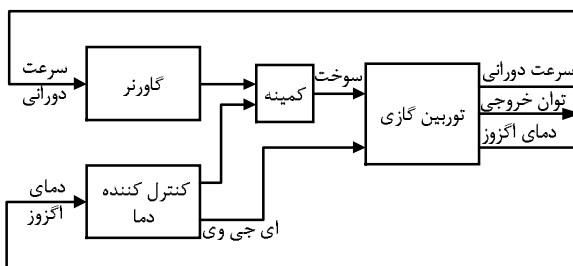 سرعت
دورانی
گاورنر
کمینه
سوخت
توربین گازی
سرعت دورانی
توان خروجی
دمای اگزوز
دمای
اگزوز
کنترل کننده
دما
ای جی وی